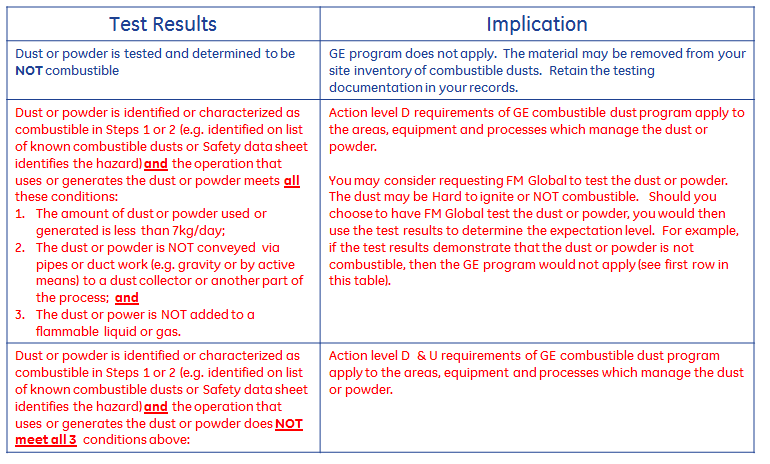 Test Results
Implication
Dust or powder is tested and determined to be
NOT combustible
GE program does not apply. The material may be removed from your
site inventory of combustible dusts. Retain the testing
documentation in your records.
Dust or powder is identified or characterized as
combustible in Steps 1 or 2 (e.g. identified on list
of known combustible dusts or Safety data sheet
identifies the hazard) and the operation that
uses or generates the dust or powder meets all
these conditions:
1. The amount of dust or powder used or
generated is less than 7kg/day;
2. The dust or powder is NOT conveyed via
pipes or duct work (e.g. gravity or by active
means) to a dust collector or another part of
the process; and
3. The dust or power is NOT added to a
flammable liquid or gas.
Action level D requirements of GE combustible dust program apply to
the areas, equipment and processes which manage the dust or
powder.
You may consider requesting FM Global to test the dust or powder.
The dust may be Hard to ignite or NOT combustible. Should you
choose to have FM Global test the dust or powder, you would then
use the test results to determine the expectation level. For example,
if the test results demonstrate that the dust or powder is not
combustible, then the GE program would not apply (see first row in
this table).
Dust or powder is identified or characterized as
combustible in Steps 1 or 2 (e.g. identified on list
of known combustible dusts or Safety data sheet
identifies the hazard) and the operation that
uses or generates the dust or powder does NOT
meet all 3 conditions above:
Action level D & U requirements of GE combustible dust program
apply to the areas, equipment and processes which manage the dust
or powder.